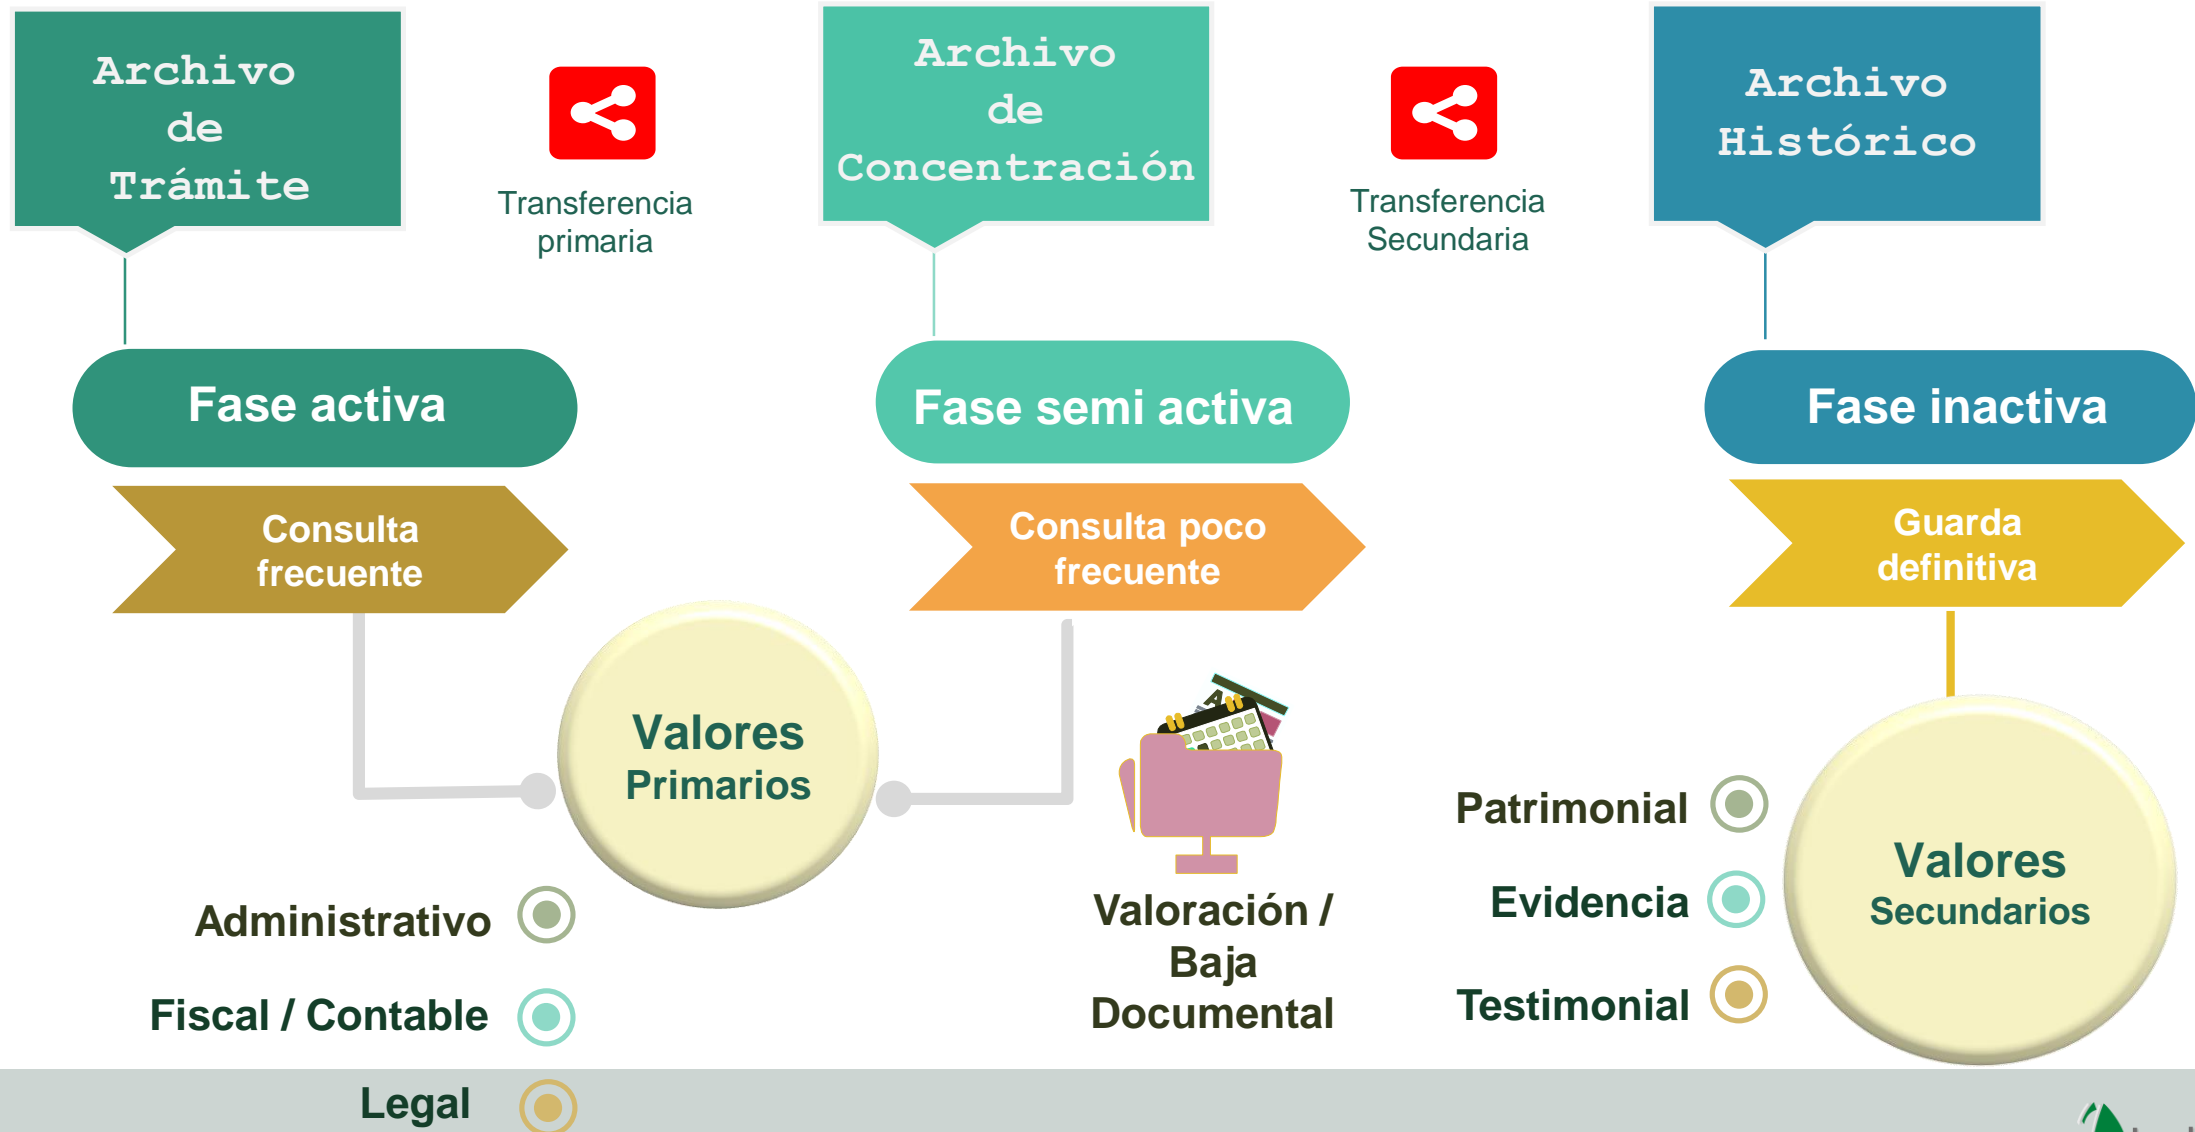 Archivo
de
Trámite
Transferencia
primaria
Archivo
de
Concentración
Transferencia
Secundaria
Archivo
Histórico
Fase activa
Fase semi activa
Fase inactiva
Consulta
frecuente
Consulta poco
frecuente
Guarda
definitiva
Valores
Primarios
Administrativo
Fiscal / Contable
Legal
Valoración /
Baja
Documental
Patrimonial
Evidencia
Testimonial
Valores
Secundarios